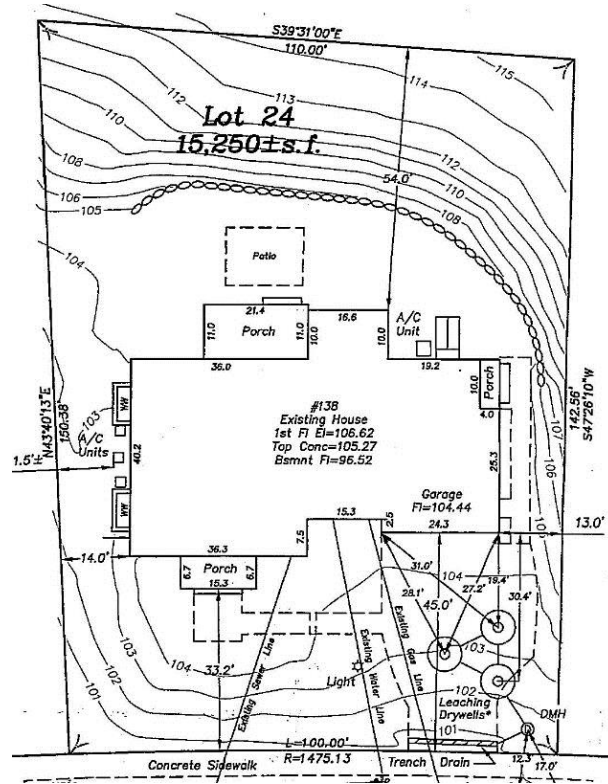 S39°31'00"E
110.00'
115
114
113
112
110
108
106
105
104
Lot 24
15,250±s.f.
54.0'
112
110
108
Patio
21.4
11.0
Porch
11.0
10.0
16.6
10.0
A/C
Unit
36.0
19.2
10.0
Porch
4.0
N43°40'13"E
150.38'
142.56'
S47°26'10"W
103
WW
A/C
Units
1.5'±
40.2
WW
#138
Existing House
1st Fl El=106.62
Top Conc=105.27
Bsmnt Fl=96.52
25.3
107
106
105
Garage
Fl=104.44
24.3
2.5
15.3
7.5
13.0'
14.0'
36.3
6.7
Porch
6.7
15.3
31.0'
104
28.1'
45.0'
27.2'
19.4'
30.4'
104
103
102
101
33.2'
Existing Sewer Line
Existing Water Line
Existing Gas Line
Light
103
102
Leaching
Drywells*
101
DMH
L=100.00'
R=1475.13
Concrete Sidewalk
Trench Drain
12.3
17.0'